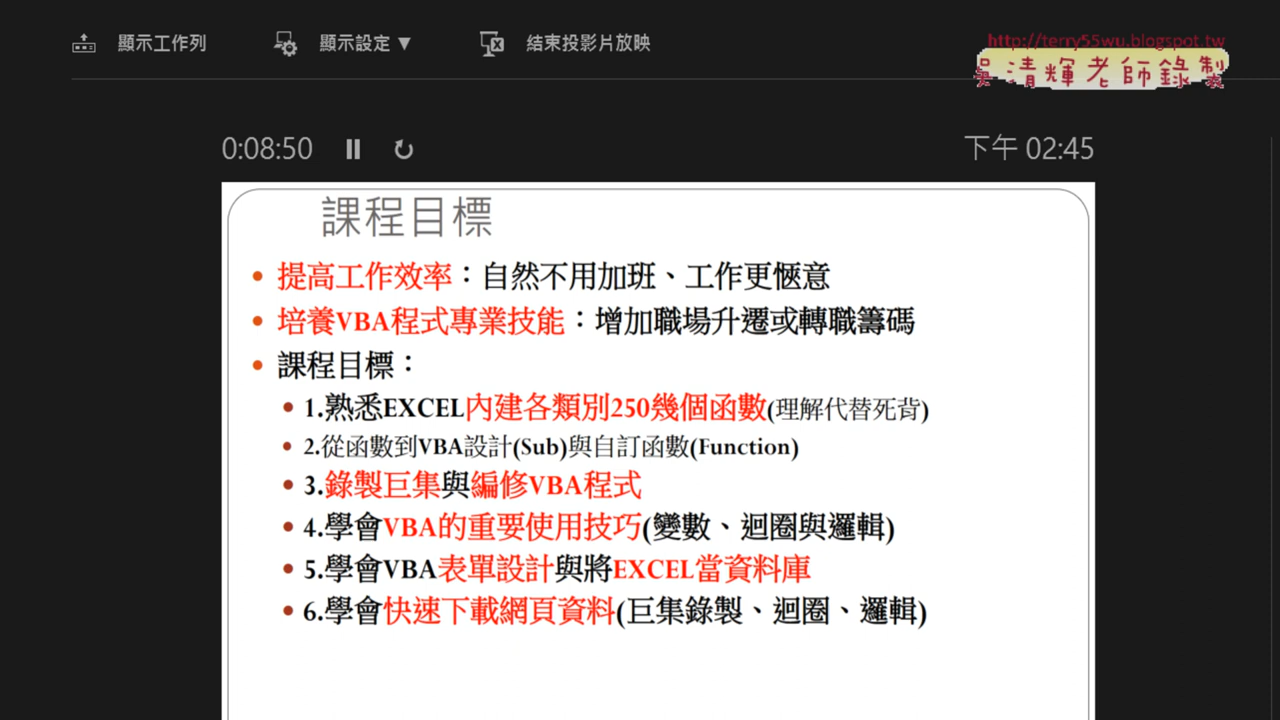 顯示工作列 顯示設定 ▼ 結束投影片放映
http://terry55wu.blogspot.tw
吳清輝老師錄製
0:08:50 下午 02:45
課程目標
• 提高工作效率：自然不用加班、工作更愜意
• 培養VBA程式專業技能：增加職場升遷或轉職籌碼
• 課程目標：
• 1.熟悉EXCEL內建各類別250幾個函數(理解代替死背)
• 2.從函數到VBA設計(Sub)與自訂函數(Function)
• 3.錄製巨集與編修VBA程式
• 4.學會VBA的重要使用技巧(變數、迴圈與邏輯)
• 5.學會VBA表單設計與將EXCEL當資料庫
• 6.學會快速下載網頁資料(巨集錄製、迴圈、邏輯)